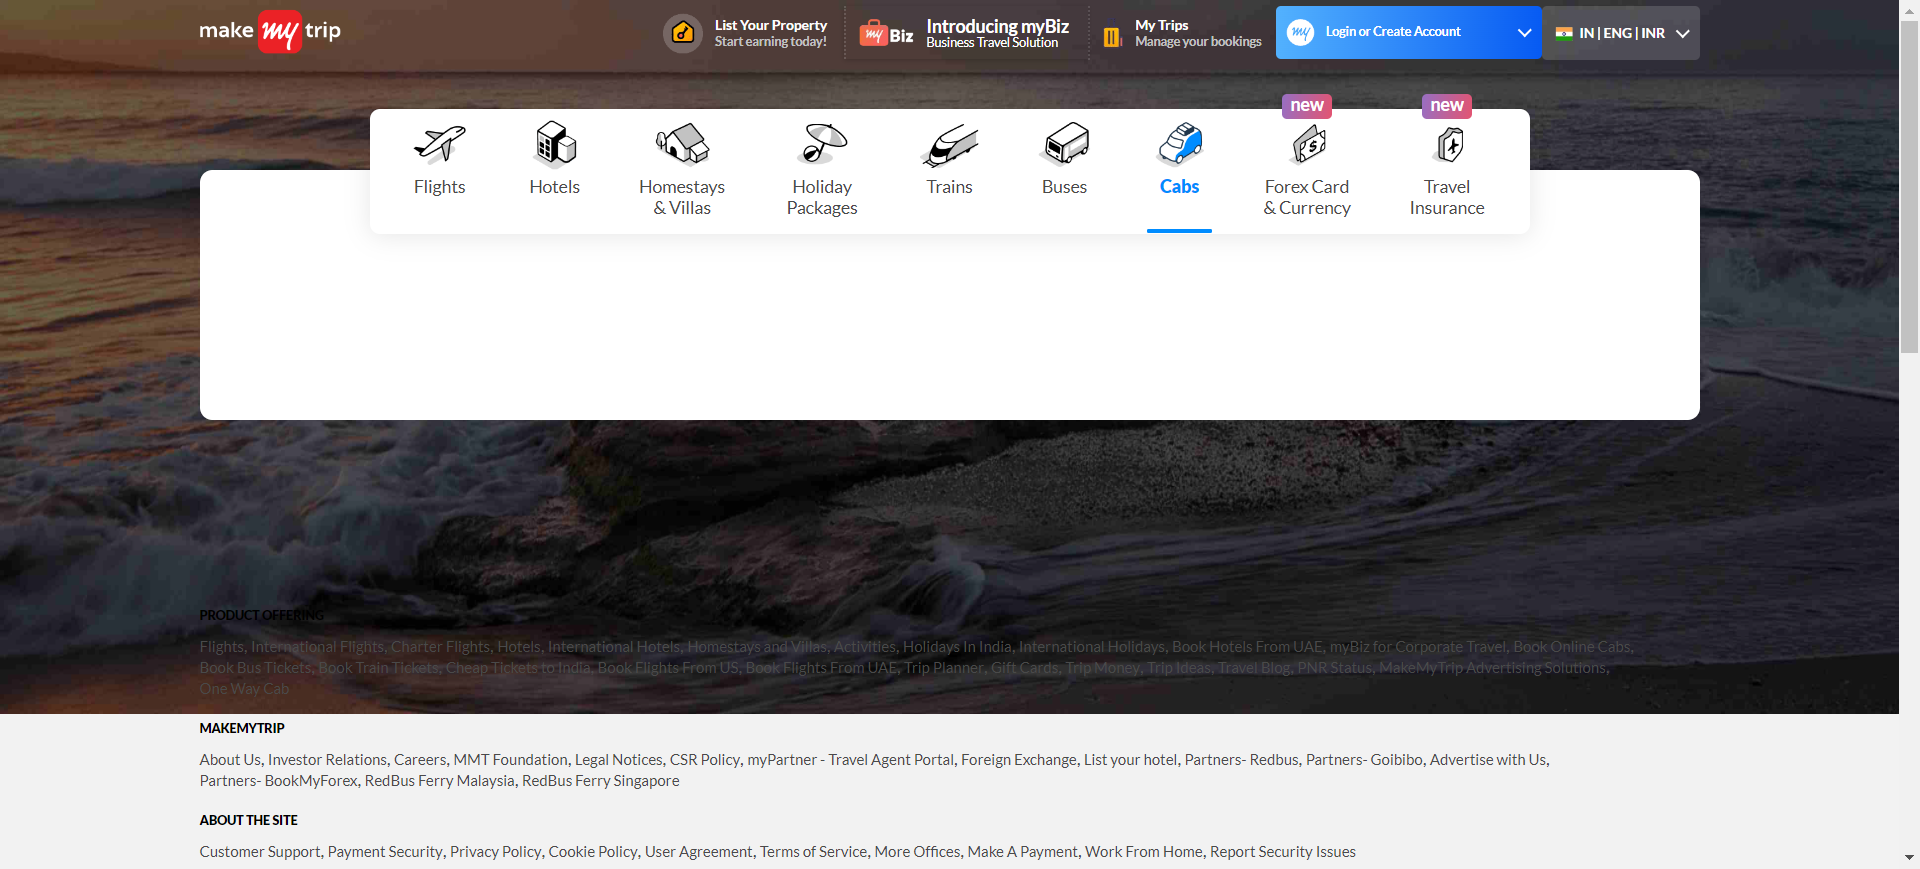 make my trip
List Your Property
Start earning today!
my Biz
Introducing myBiz
Business Travel Solution
My Trips
Manage your bookings
my
Login or Create Account
IN | ENG | INR
new
new
Flights
Hotels
Homestays
& Villas
Holiday
Packages
Trains
Buses
Cabs
Forex Card
& Currency
Travel
Insurance
PRODUCT OFFERING
Flights, International Flights, Charter Flights, Hotels, International Hotels, Homestays and Villas, Activities, Holidays In India, International Holidays, Book Hotels From UAE, myBiz for Corporate Travel, Book Online Cabs,
Book Bus Tickets, Book Train Tickets, Cheap Tickets to India, Book Flights From US, Book Flights From UAE, Trip Planner, Gift Cards, Trip Money, Trip Ideas, Travel Blog, PNR Status, MakeMyTrip Advertising Solutions,
One Way Cab
MAKEMYTRIP
About Us, Investor Relations, Careers, MMT Foundation, Legal Notices, CSR Policy, myPartner - Travel Agent Portal, Foreign Exchange, List your hotel, Partners- Redbus, Partners- Goibibo, Advertise with Us,
Partners- BookMyForex, RedBus Ferry Malaysia, RedBus Ferry Singapore
ABOUT THE SITE
Customer Support, Payment Security, Privacy Policy, Cookie Policy, User Agreement, Terms of Service, More Offices, Make A Payment, Work From Home, Report Security Issues